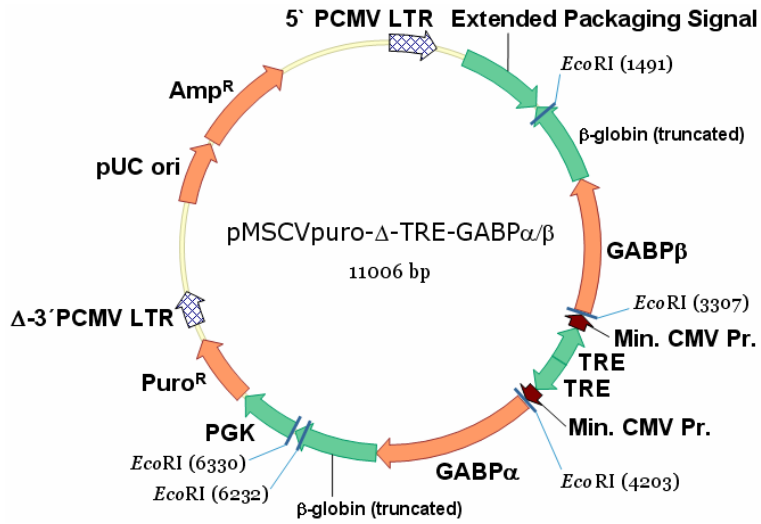 5` PCMV LTR
Extended Packaging Signal
EcoRI (1491)
β-globin (truncated)
AmpR
pUC ori
pMSCVpuro-Δ-TRE-GABPα/β
11006 bp
GABPβ
EcoRI (3307)
Min. CMV Pr.
TRE
TRE
Min. CMV Pr.
Δ-3´PCMV LTR
PuroR
PGK
EcoRI (6330)
EcoRI (6232)
β-globin (truncated)
GABPα
EcoRI (4203)